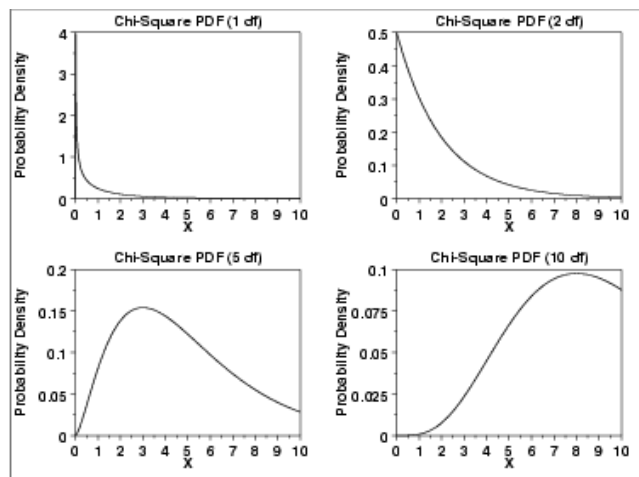 Chi-Square PDF (1 df)
Probability Density
4
3
2
1
0
0 1 2 3 4 5 6 7 8 9 10
X
Chi-Square PDF (2 df)
Probability Density
0.5
0.4
0.3
0.2
0.1
0
0 1 2 3 4 5 6 7 8 9 10
X
Chi-Square PDF (5 df)
Probability Density
0.2
0.15
0.1
0.05
0
0 1 2 3 4 5 6 7 8 9 10
X
Chi-Square PDF (10 df)
Probability Density
0.1
0.075
0.05
0.025
0
0 1 2 3 4 5 6 7 8 9 10
X